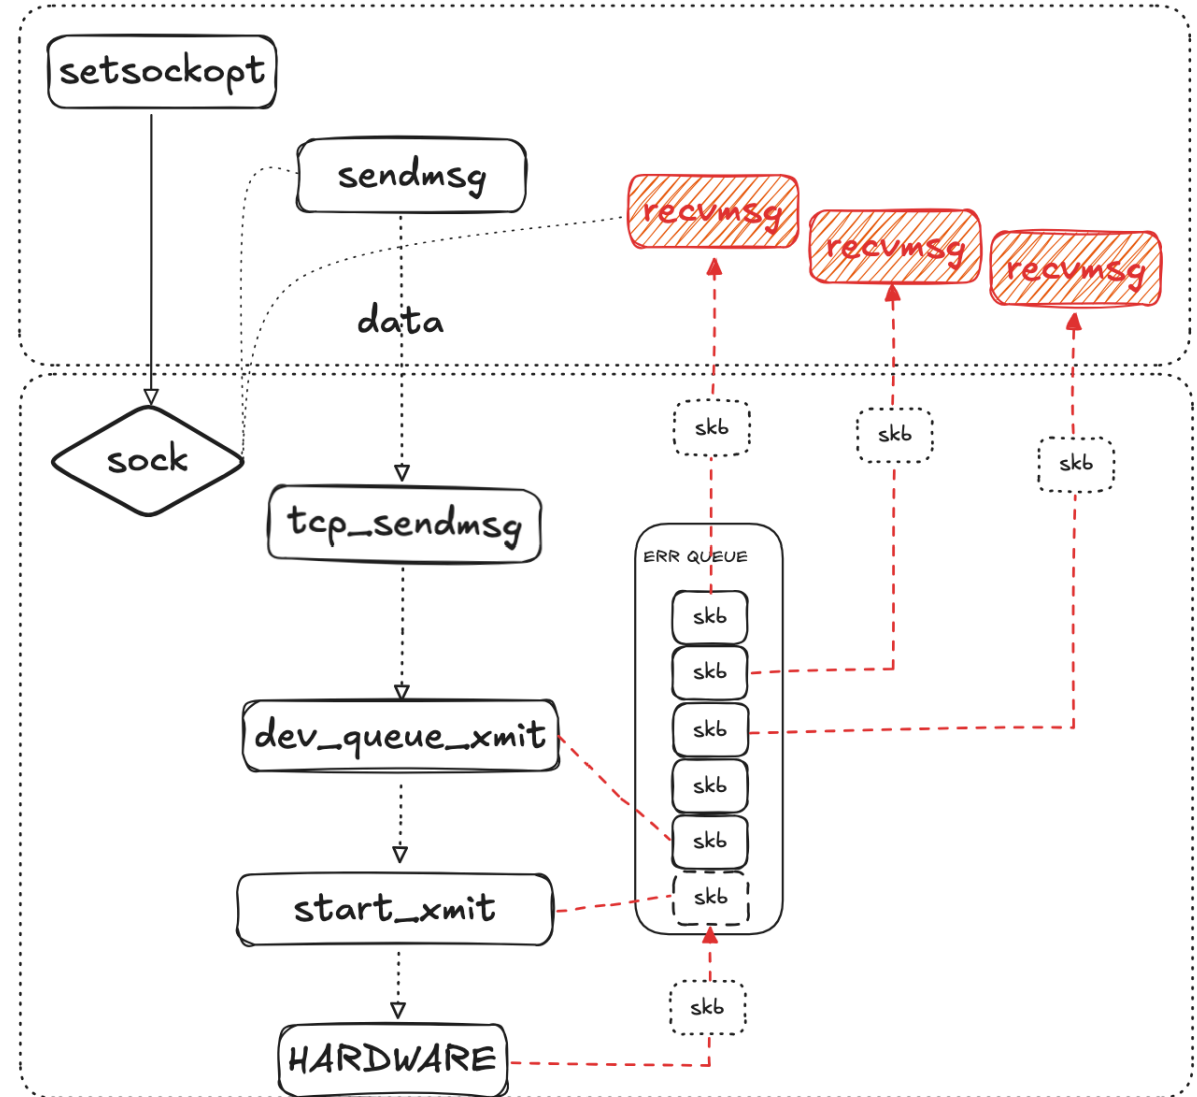 setsockopt
sendmsg
recvmsg
recvmsg
recvmsg
data
skb
skb
skb
sock
tcp_sendmsg
ERR QUEUE
skb
skb
skb
dev_queue_xmit
skb
skb
skb
start_xmit
skb
HARDWARE